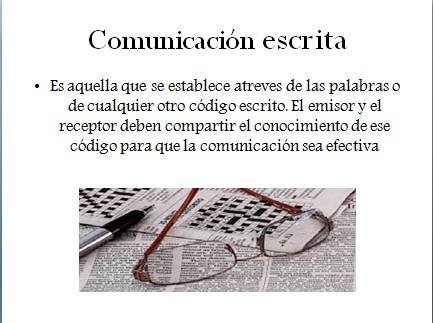 Comunicación escrita
• Es aquella que se establece atreves de las palabras o
de cualquier otro código escrito. El emisor y el
receptor deben compartir el conocimiento de ese
código para que la comunicación sea efectiva